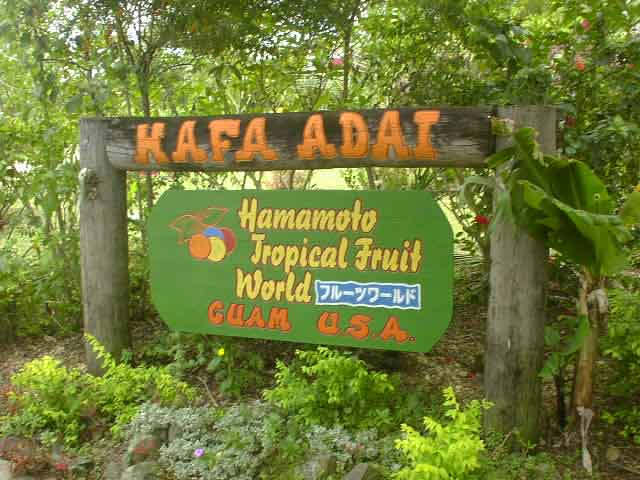 KAFA ADAI
Hamamoto
Tropical Fruit
World フルーツワールド
GUAM U.S.A.